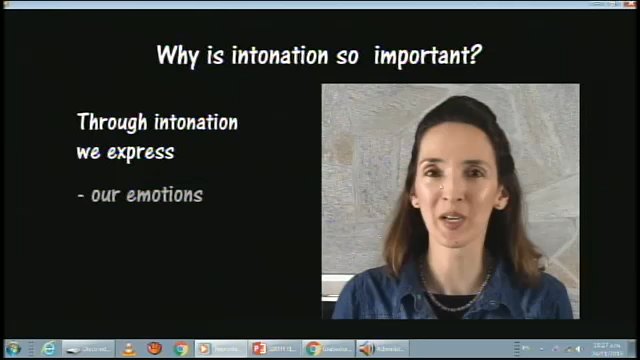 Why is intonation so important?
Through intonation
we express
- our emotions